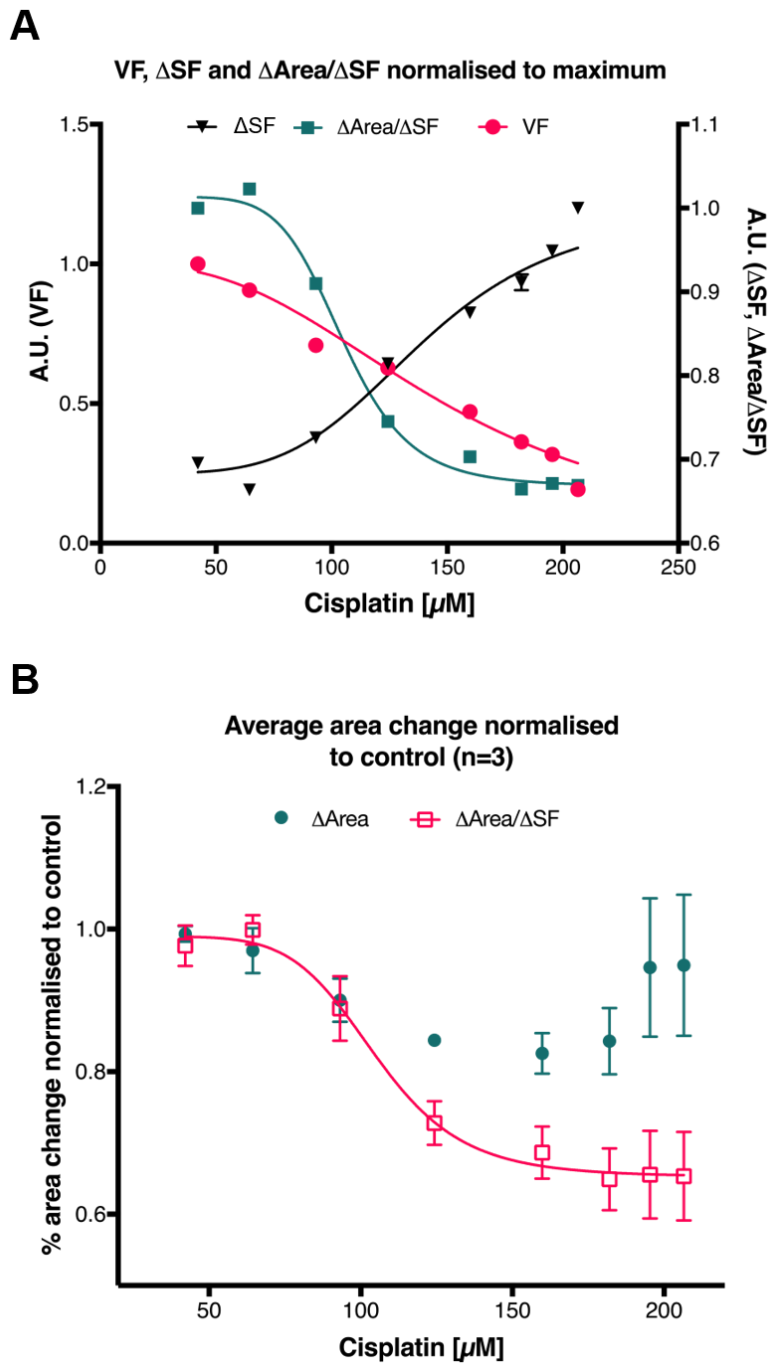 A
VF, ΔSF and ΔArea/ΔSF normalised to maximum
ΔSF ΔArea/ΔSF VF
1.5
1.0
0.5
0.0
A.U. (VF)
1.1
1.0
0.9
0.8
0.7
0.6
A.U. (ΔSF, ΔArea/ΔSF)
0 50 100 150 200 250
Cisplatin [µM]
B
Average area change normalised
to control (n=3)
ΔArea ΔArea/ΔSF
1.2
1.0
0.8
0.6
% area change normalised to control
50 100 150 200
Cisplatin [µM]